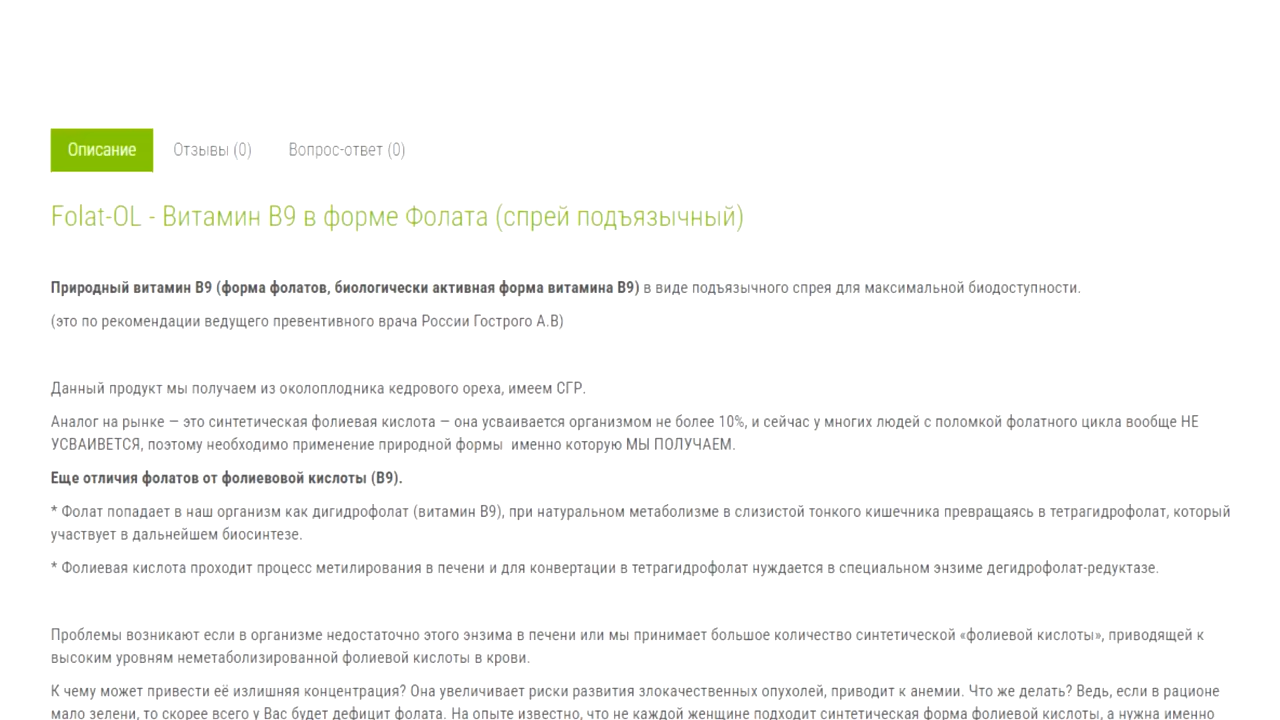 Описание Отзывы (0) Вопрос-ответ (0)
Folat-OL - Витамин В9 в форме Фолата (спрей подъязычный)
Природный витамин В9 (форма фолатов, биологически активная форма витамина В9) в виде подъязычного спрея для максимальной биодоступности.
(это по рекомендации ведущего превентивного врача России Гострого А.В)
Данный продукт мы получаем из околоплодника кедрового ореха, имеем СГР.
Аналог на рынке — это синтетическая фолиевая кислота — она усваивается организмом не более 10%, и сейчас у многих людей с поломкой фолатного цикла вообще НЕ
УСВАИВЕТСЯ, поэтому необходимо применение природной формы  именно которую МЫ ПОЛУЧАЕМ.
Еще отличия фолатов от фолиевовой кислоты (В9).
* Фолат попадает в наш организм как дигидрофолат (витамин В9), при натуральном метаболизме в слизистой тонкого кишечника превращаясь в тетрагидрофолат, который
участвует в дальнейшем биосинтезе.
* Фолиевая кислота проходит процесс метилирования в печени и для конвертации в тетрагидрофолат нуждается в специальном энзиме дегидрофолат-редуктазе.
Проблемы возникают если в организме недостаточно этого энзима в печени или мы принимает большое количество синтетической «фолиевой кислоты», приводящей к
высоким уровням неметаболизированной фолиевой кислоты в крови.
К чему может привести её излишняя концентрация? Она увеличивает риски развития злокачественных опухолей, приводит к анемии. Что же делать? Ведь, если в рационе
мало зелени, то скорее всего у Вас будет дефицит фолата. На опыте известно, что не каждой женщине подходит синтетическая форма фолиевой кислоты, а нужна именно